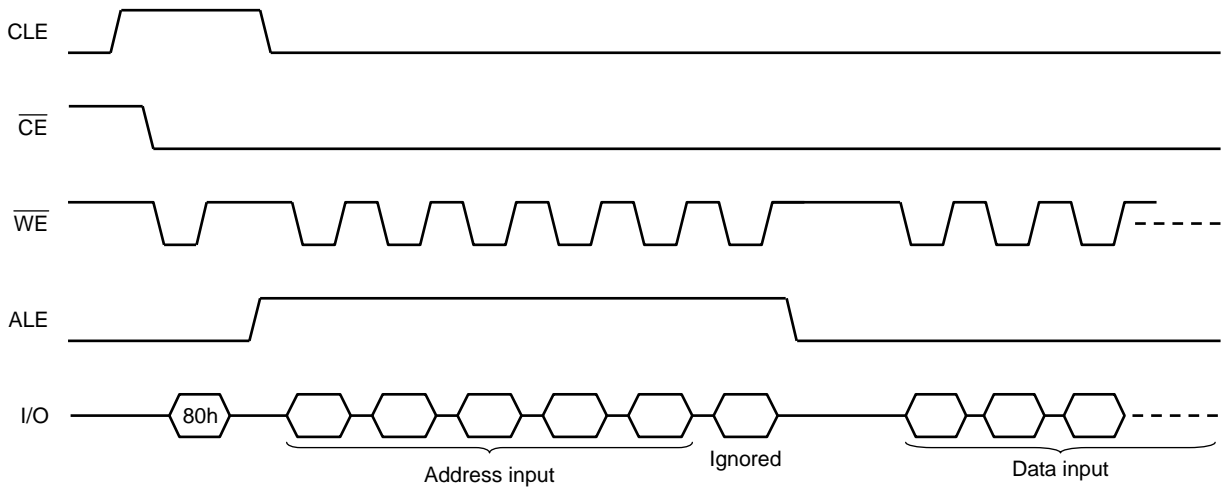 CLE
CE
WE
ALE
I/O
80h
Address input
Ignored
Data input